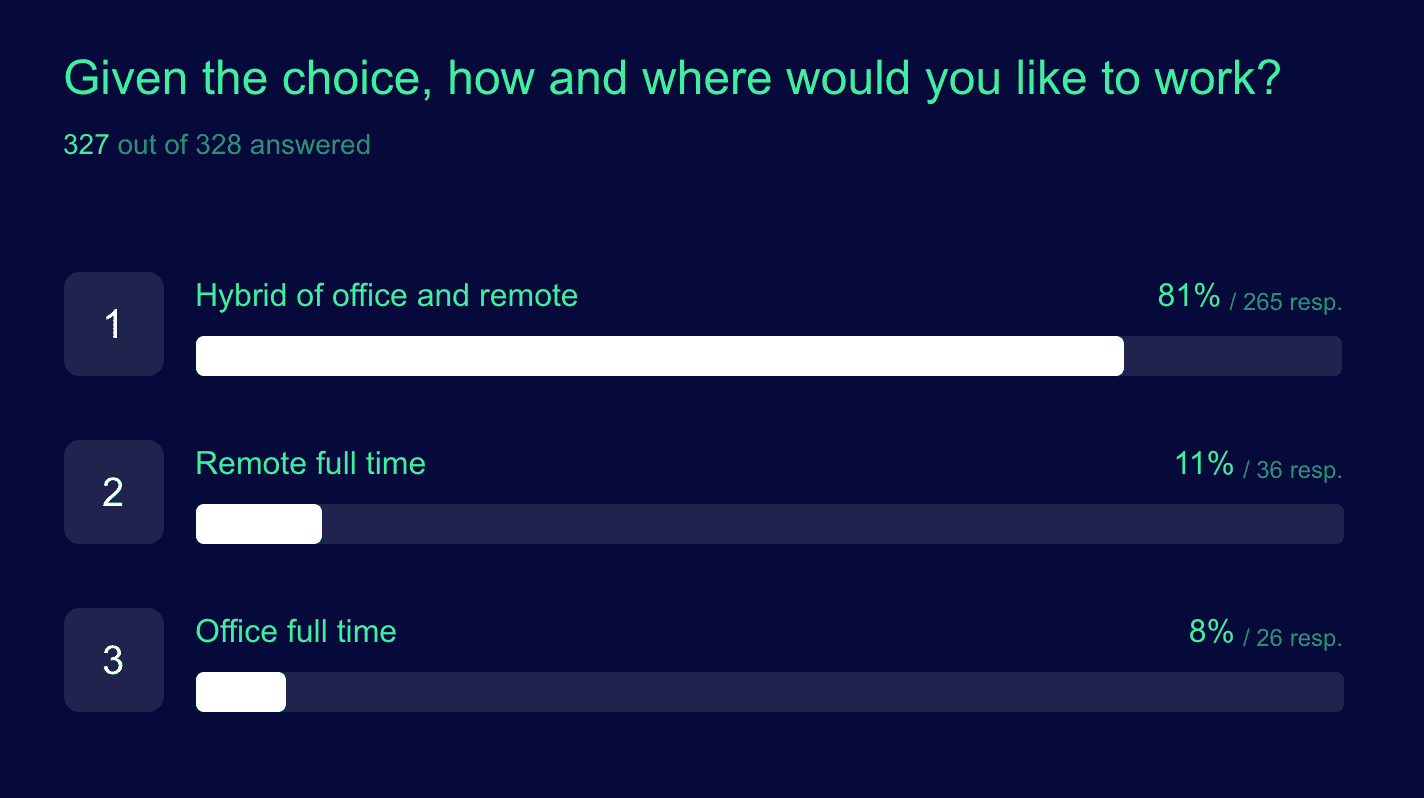 Given the choice, how and where would you like to work?
327 out of 328 answered
1
Hybrid of office and remote
81% / 265 resp.
2
Remote full time
11% / 36 resp.
3
Office full time
8% / 26 resp.